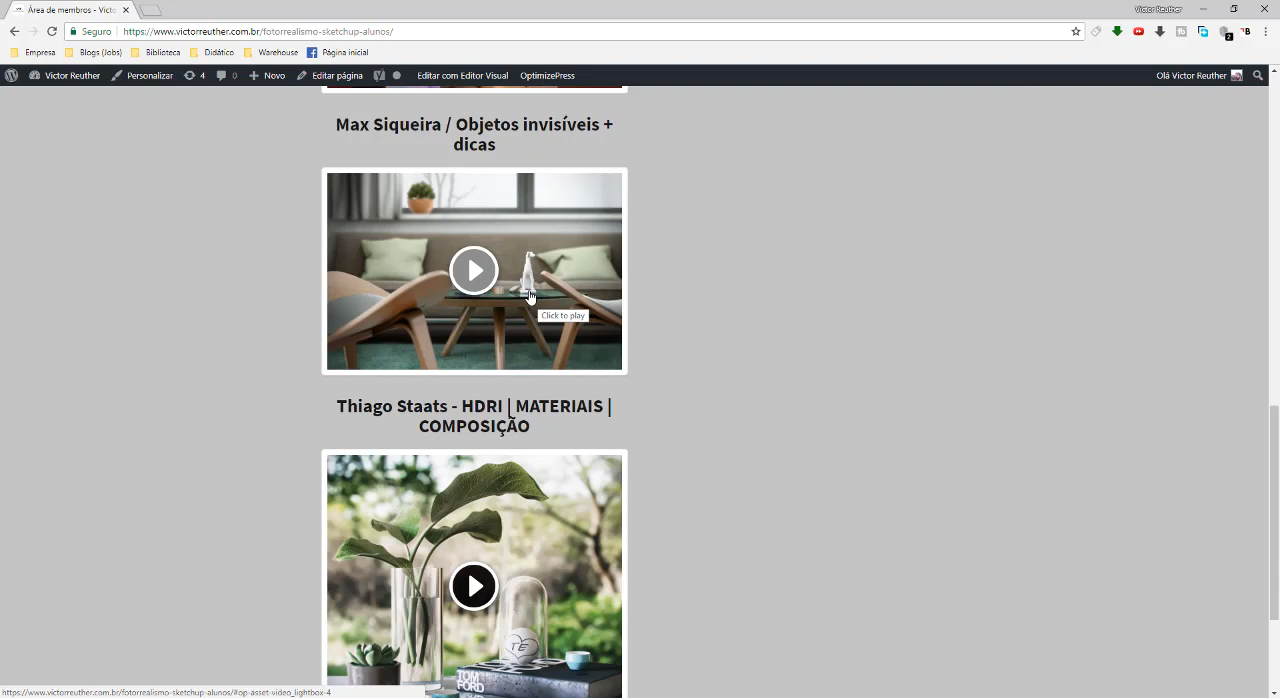 Área de membros - Victo
Victor Reuther
Seguro
https://www.victorreuther.com.br/fotorrealismo-sketchup-alunos/
2
Empresa
Blogs (Jobs)
Biblioteca
Didático
Warehouse
Página inicial
Victor Reuther
Personalizar
4
0
Novo
Editar página
Editar com Editor Visual
OptimizePress
Olá Victor Reuther
Max Siqueira / Objetos invisíveis +
dicas
Click to play
Thiago Staats - HDRI | MATERIAIS |
COMPOSIÇÃO
TE
TOM
FORD
https://www.victorreuther.com.br/fotorrealismo-sketchup-alunos/#op-asset-video_lightbox-4